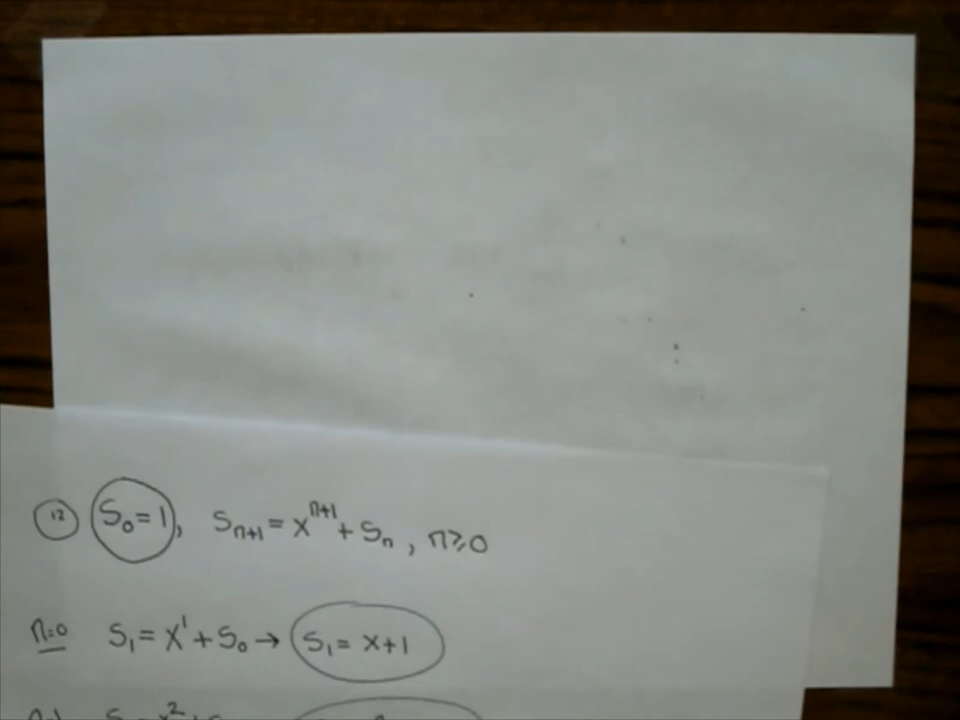 12 S₀ = 1, Sₙ₊₁ = xⁿ⁺¹ + Sₙ, n ≥ 0
n=0 S₁ = x¹ + S₀ → S₁ = x+1